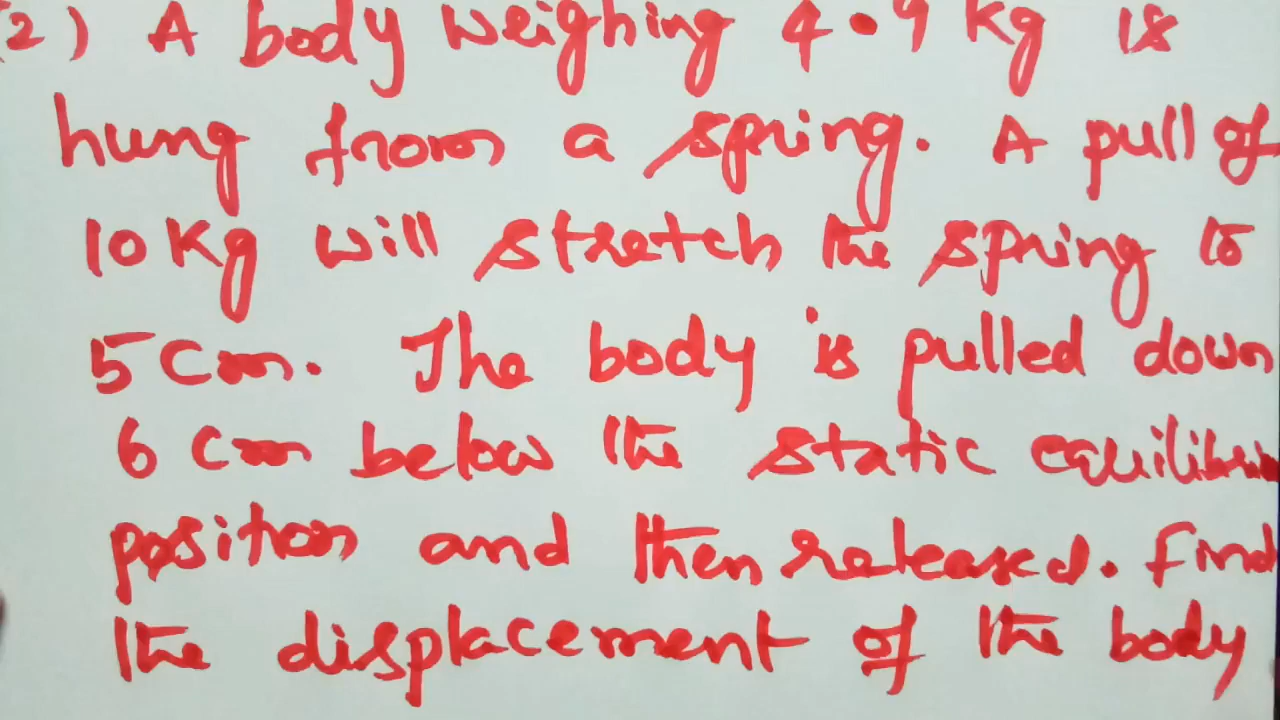 2) A body weighing 4.9 kg is
hung from a spring. A pull of
10 kg will stretch the spring to
5 cm. The body is pulled down
6 cm below the static
position and then released. Find
the displacement of the body